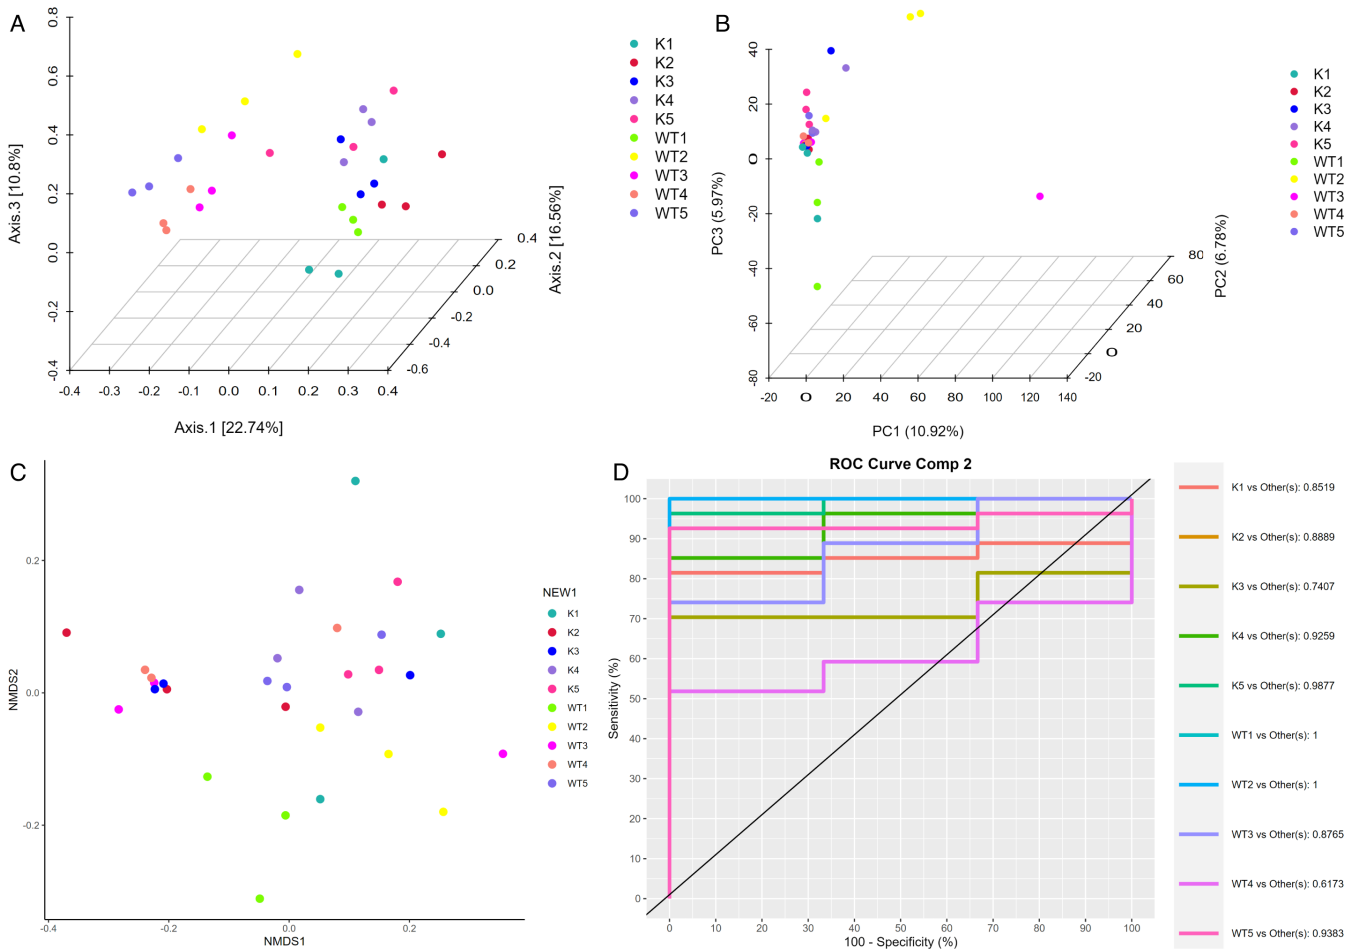 A
0.8
0.6
0.4
0.2
0.0
-0.2
-0.4
Axis.3 [10.8%]
-0.4 -0.3 -0.2 -0.1 0.0 0.1 0.2 0.3 0.4
Axis.1 [22.74%]
0.4
0.2
0.0
-0.2
-0.4
-0.6
Axis.2 [16.56%]
K1
K2
K3
K4
K5
WT1
WT2
WT3
WT4
WT5
B
40
20
0
-20
-40
-60
-80
PC3 (5.97%)
-20 0 20 40 60 80 100 120 140
PC1 (10.92%)
80
60
40
20
0
-20
PC2 (6.78%)
K1
K2
K3
K4
K5
WT1
WT2
WT3
WT4
WT5
C
0.2
0.0
-0.2
NMDS2
-0.4 -0.2 0.0 0.2
NMDS1
NEW1
K1
K2
K3
K4
K5
WT1
WT2
WT3
WT4
WT5
D
ROC Curve Comp 2
100
90
80
70
60
50
40
30
20
10
0
Sensitivity (%)
0 10 20 30 40 50 60 70 80 90 100
100 - Specificity (%)
K1 vs Other(s): 0.8519
K2 vs Other(s): 0.8889
K3 vs Other(s): 0.7407
K4 vs Other(s): 0.9259
K5 vs Other(s): 0.9877
WT1 vs Other(s): 1
WT2 vs Other(s): 1
WT3 vs Other(s): 0.8765
WT4 vs Other(s): 0.6173
WT5 vs Other(s): 0.9383